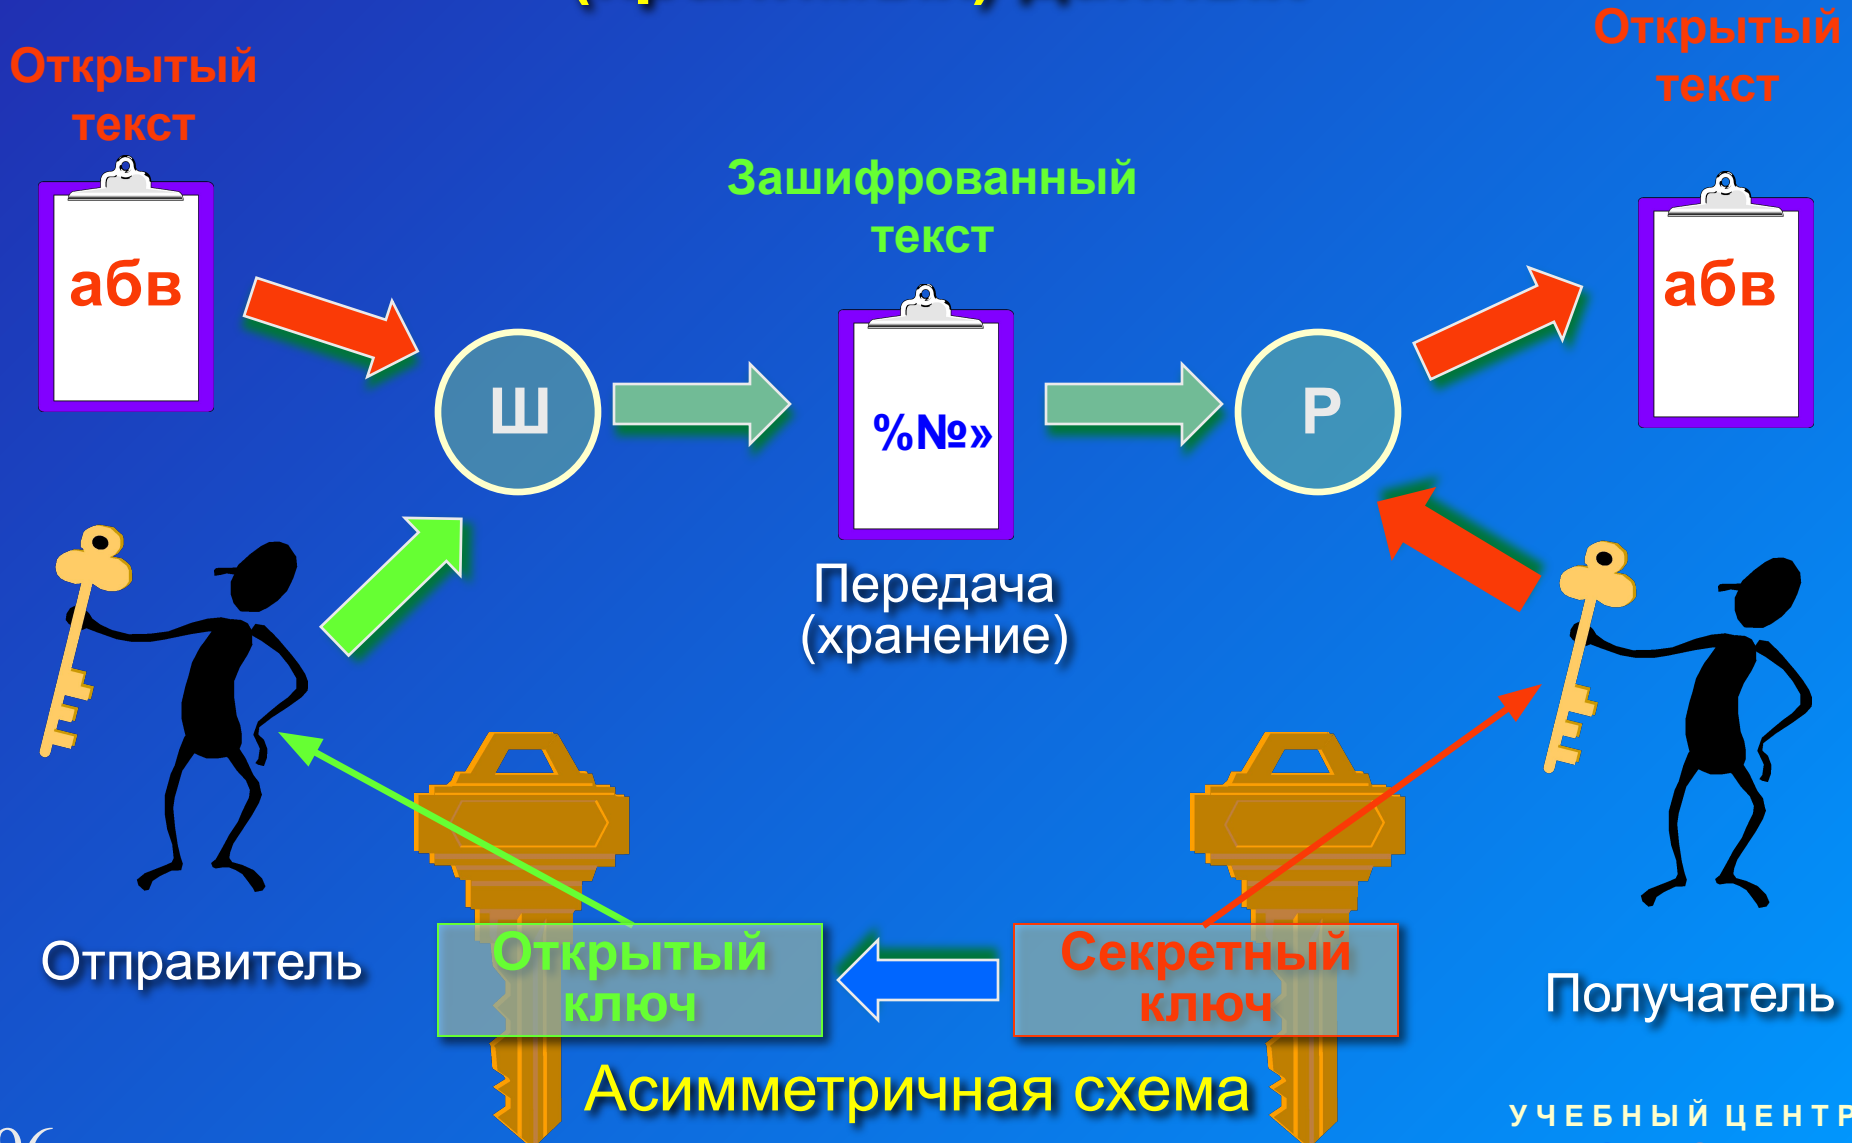 Открытый
текст
Открытый
текст
Зашифрованный
текст
абв
абв
Ш
%№»
Р
Передача
(хранение)
Отправитель
Открытый
ключ
Секретный
ключ
Получатель
Асимметричная схема
УЧЕБНЫЙ ЦЕНТР